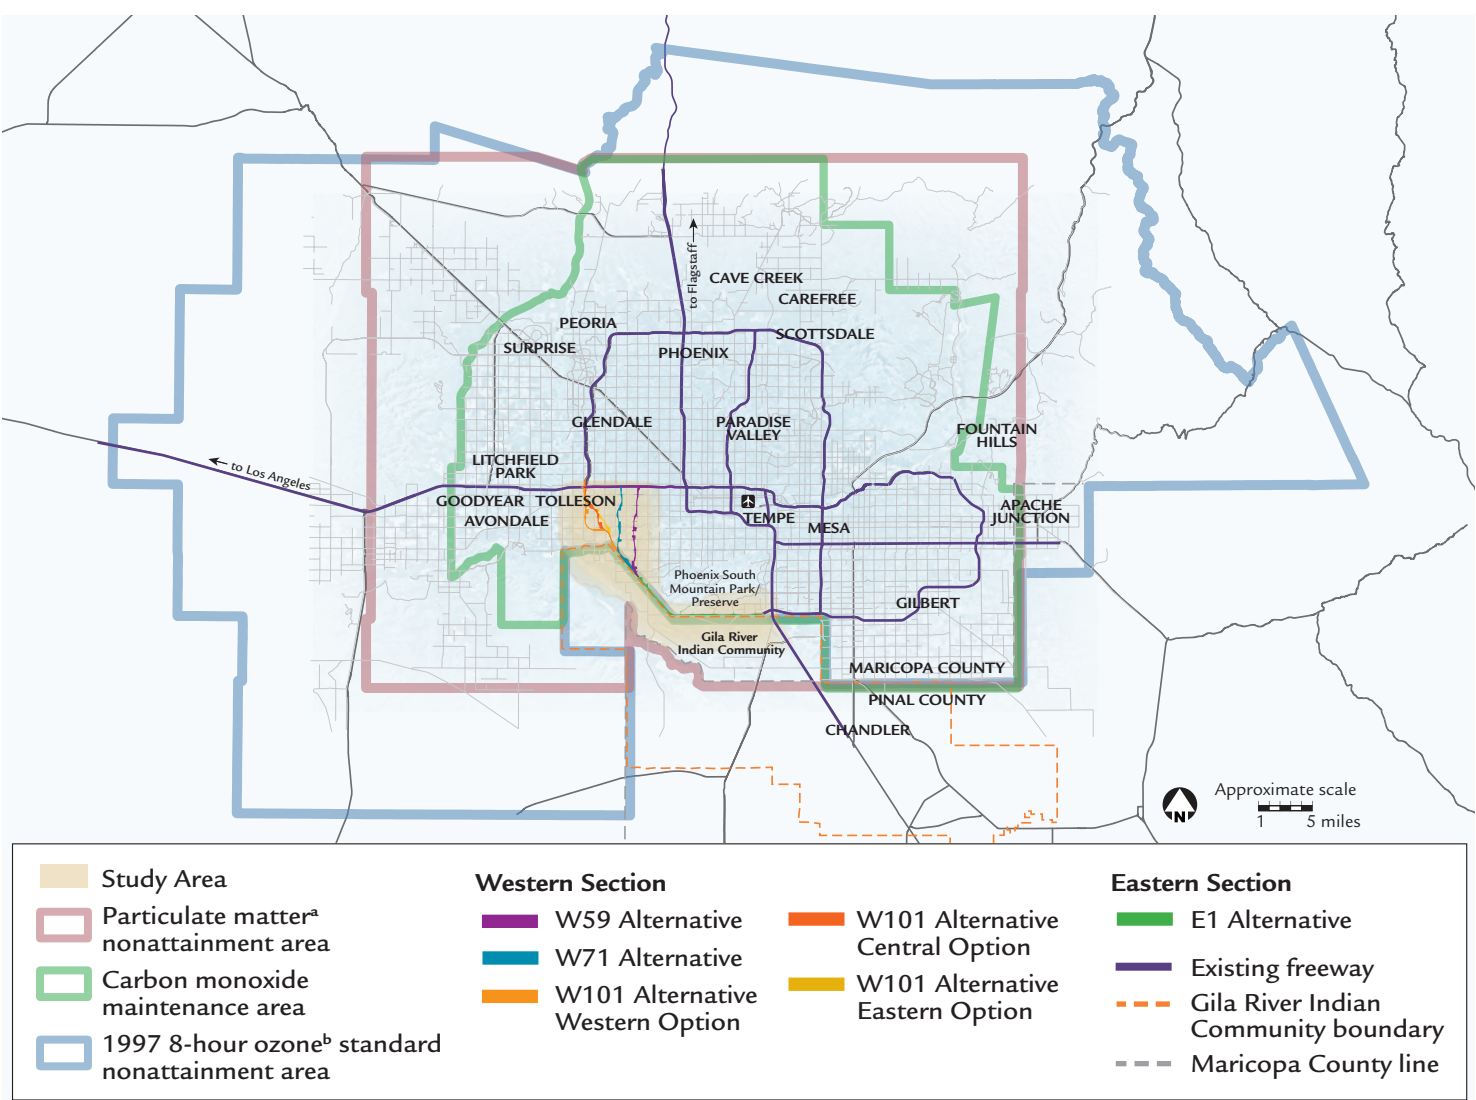 to Flagstaff
CAVE CREEK
CAREFREE
PEORIA
SCOTTSDALE
SURPRISE
PHOENIX
GLENDALE
PARADISE
VALLEY
FOUNTAIN
HILLS
LITCHFIELD
PARK
to Los Angeles
GOODYEAR
TOLLESON
AVONDALE
TEMPE
MESA
APACHE
JUNCTION
Phoenix South
Mountain Park/
Preserve
GILBERT
Gila River
Indian Community
MARICOPA COUNTY
PINAL COUNTY
CHANDLER
N
Approximate scale
1 5 miles
Study Area
Particulate matterᵃ
nonattainment area
Carbon monoxide
maintenance area
1997 8-hour ozoneᵇ standard
nonattainment area
Western Section
W59 Alternative
W71 Alternative
W101 Alternative
Western Option
W101 Alternative
Central Option
W101 Alternative
Eastern Option
Eastern Section
E1 Alternative
Existing freeway
Gila River Indian
Community boundary
Maricopa County line